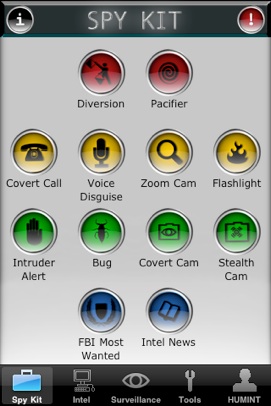 i SPY KIT !
Diversion Pacifier
Covert Call Voice Disguise Zoom Cam Flashlight
Intruder Alert Bug Covert Cam Stealth Cam
FBI Most Wanted Intel News
Spy Kit Intel Surveillance Tools HUMINT